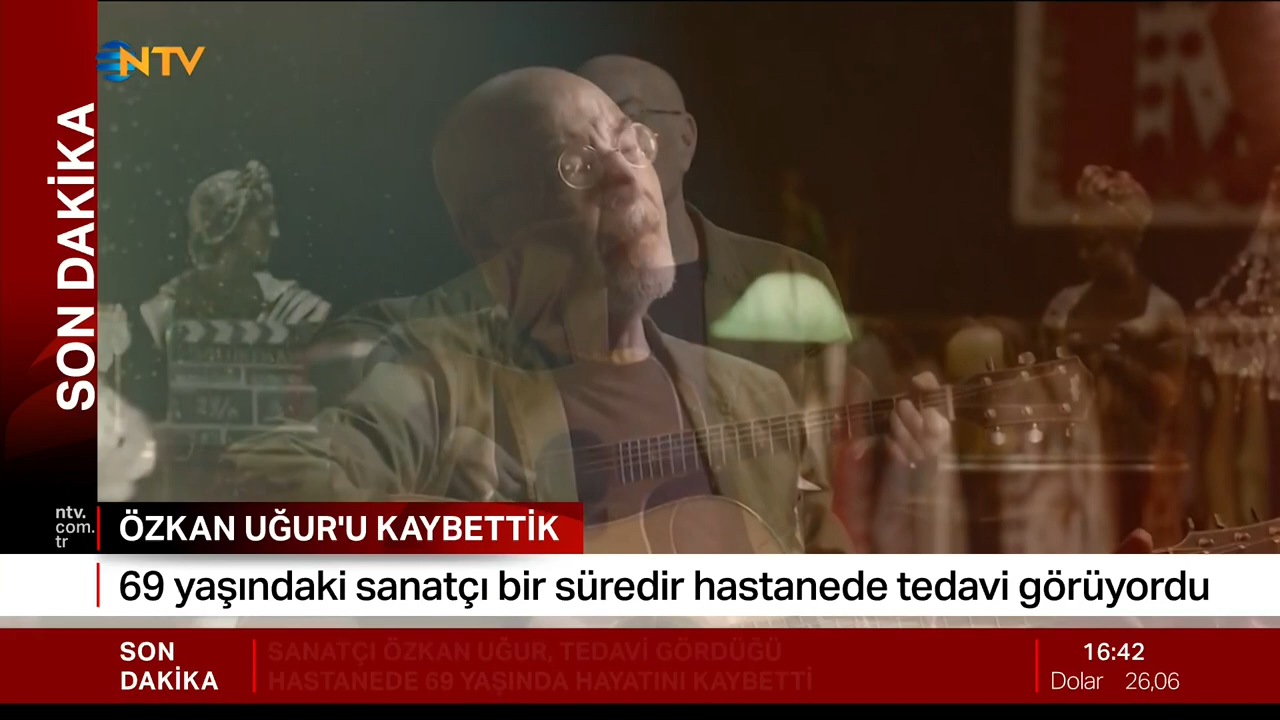 NTV
SON DAKİKA
ntv.
com.
tr
ÖZKAN UĞUR'U KAYBETTİK
69 yaşındaki sanatçı bir süredir hastanede tedavi görüyordu
SON
DAKİKA
SANATÇI ÖZKAN UĞUR, TEDAVİ GÖRDÜĞÜ
HASTANEDE 69 YAŞINDA HAYATINI KAYBETTİ
16:42
Dolar 26,06